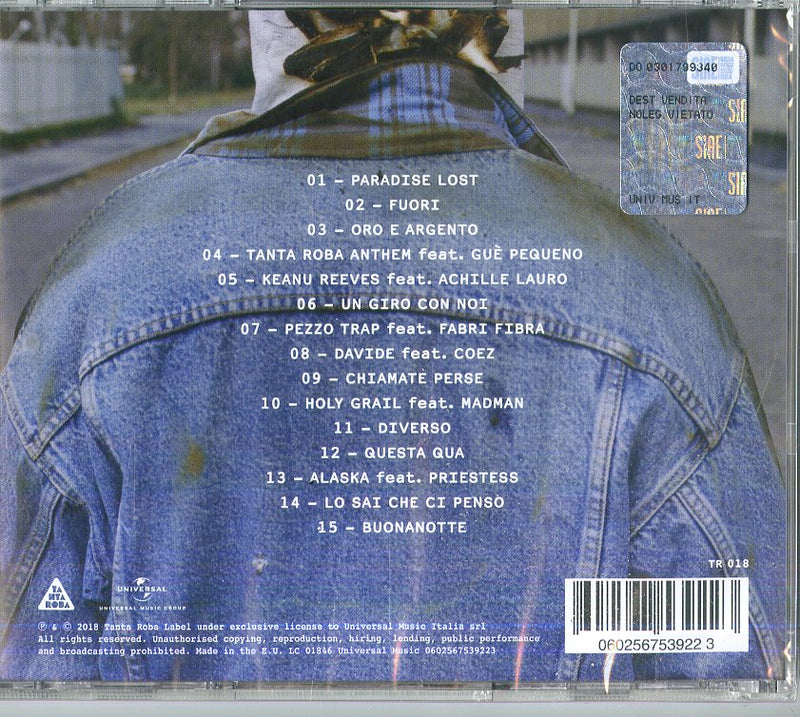 DO 0301799340
DEST VENDITA
NOLEG VIETATO
SIAE
UNIV MUS IT
01 – PARADISE LOST
02 – FUORI
03 – ORO E ARGENTO
04 – TANTA ROBA ANTHEM feat. GUÈ PEQUENO
05 – KEANU REEVES feat. ACHILLE LAURO
06 – UN GIRO CON NOI
07 – PEZZO TRAP feat. FABRI FIBRA
08 – DAVIDE feat. COEZ
09 – CHIAMATE PERSE
10 – HOLY GRAIL feat. MADMAN
11 – DIVERSO
12 – QUESTA QUA
13 – ALASKA feat. PRIESTESS
14 – LO SAI CHE CI PENSO
15 – BUONANOTTE
TR 018
TA
NTA
ROBA
UNIVERSAL
UNIVERSAL MUSIC GROUP
℗ & © 2018 Tanta Roba Label under exclusive license to Universal Music Italia srl
All rights reserved. Unauthorised copying, reproduction, hiring, lending, public performance
and broadcasting prohibited. Made in the E.U. LC 01846 Universal Music 0602567539223
060256753922 3